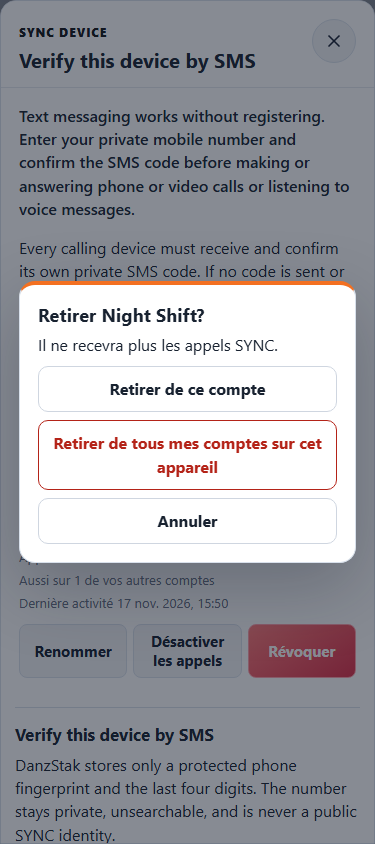 SYNC DEVICE
Verify this device by SMS
Text messaging works without registering.
Enter your private mobile number and
confirm the SMS code before making or
answering phone or video calls or listening to
voice messages.
Every calling device must receive and confirm
its own private SMS code. If no code is sent or
Retirer Night Shift?
Il ne recevra plus les appels SYNC.
Retirer de ce compte
Retirer de tous mes comptes sur cet
appareil
Annuler
Aussi sur 1 de vos autres comptes
Dernière activité 17 nov. 2026, 15:50
Renommer
Désactiver
les appels
Révoquer
Verify this device by SMS
DanzStak stores only a protected phone
fingerprint and the last four digits. The number
stays private, unsearchable, and is never a public
SYNC identity.